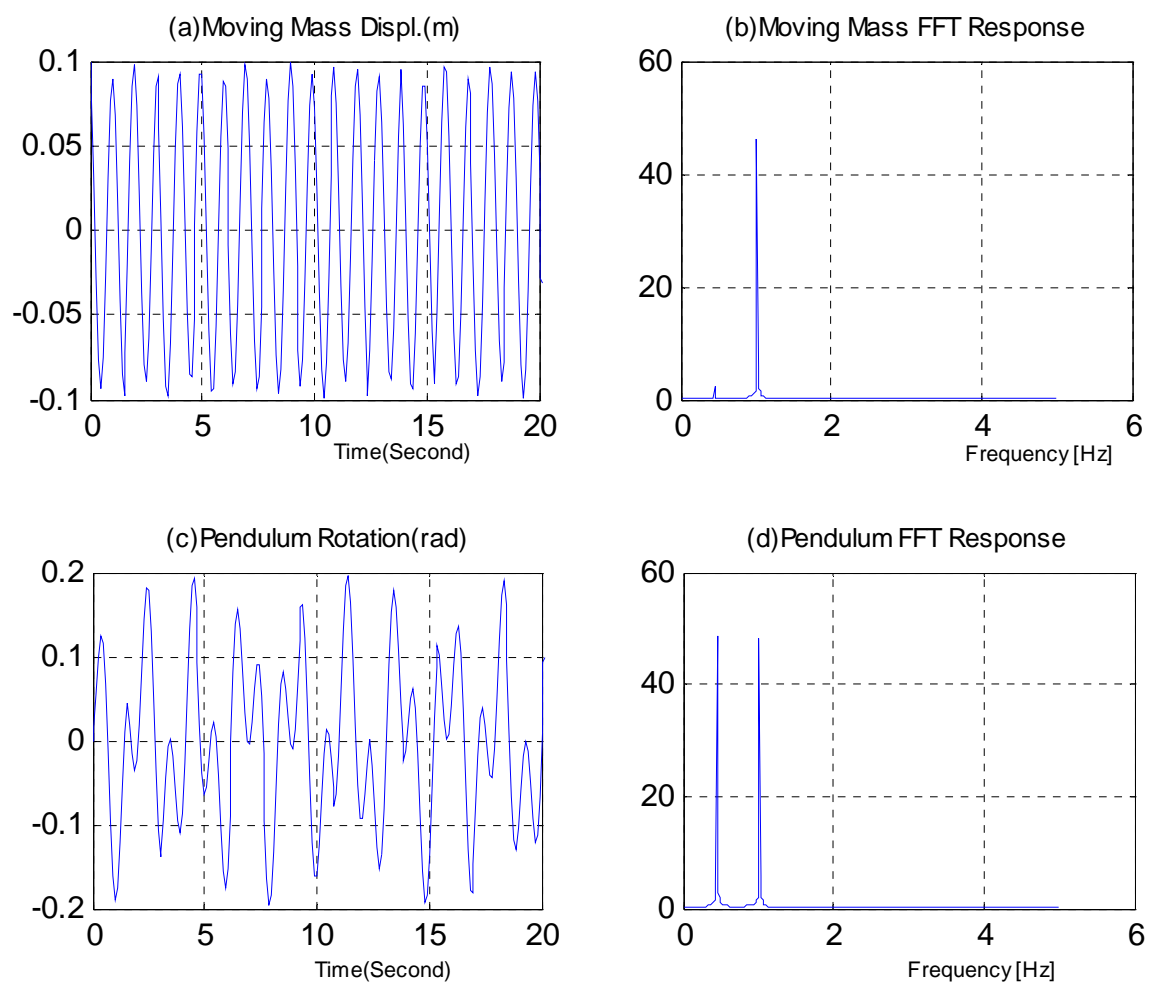 (a)Moving Mass Displ.(m)
0.1
0.05
0
-0.05
-0.1
0 5 10 15 20
Time(Second)
(b)Moving Mass FFT Response
60
40
20
0
0 2 4 6
Frequency [Hz]
(c)Pendulum Rotation(rad)
0.2
0.1
0
-0.1
-0.2
0 5 10 15 20
Time(Second)
(d)Pendulum FFT Response
60
40
20
0
0 2 4 6
Frequency [Hz]